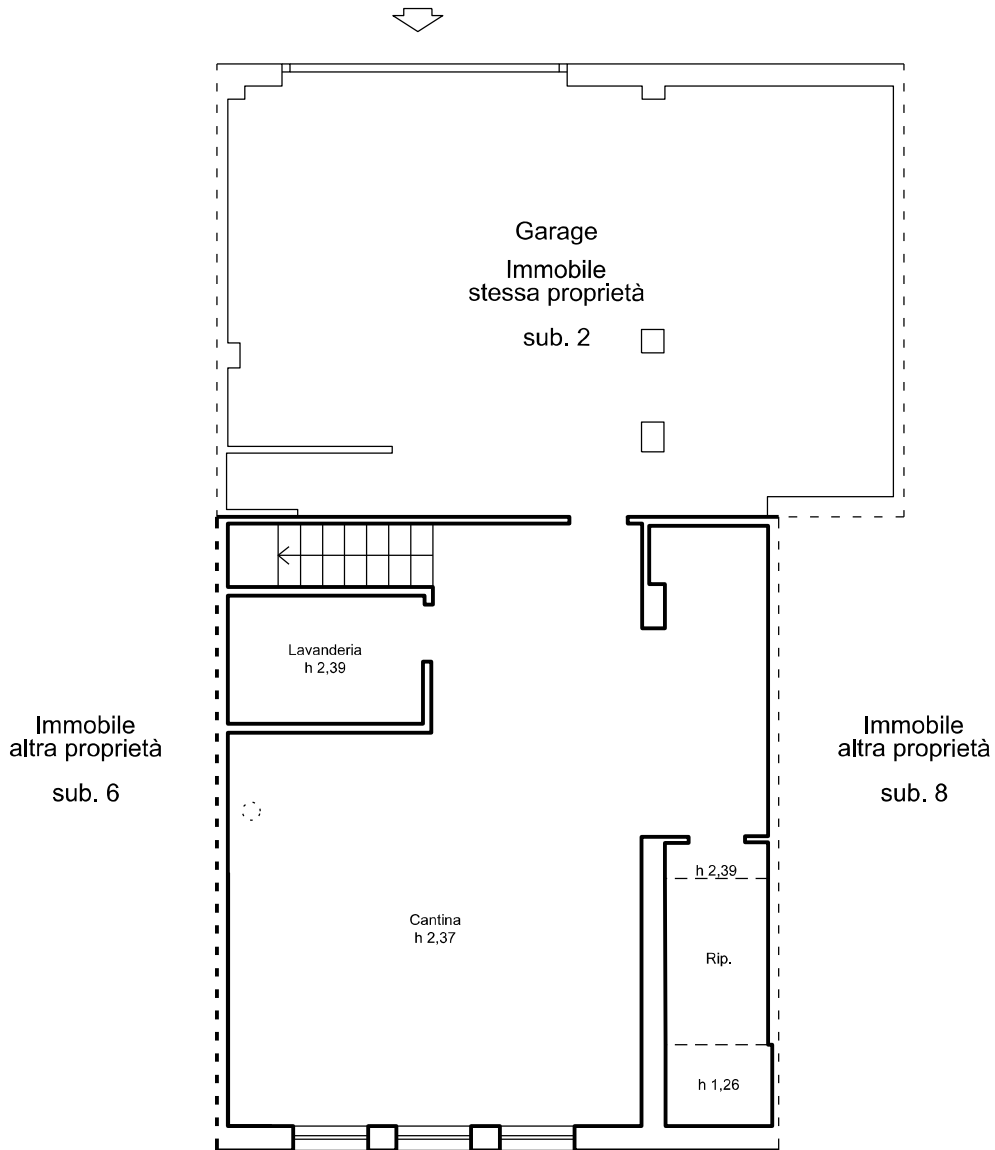 Garage
Immobile
stessa proprietà
sub. 2
Lavanderia
h 2,39
Immobile
altra proprietà
sub. 6
Immobile
altra proprietà
sub. 8
h 2,39
Cantina
h 2,37
Rip.
h 1,26